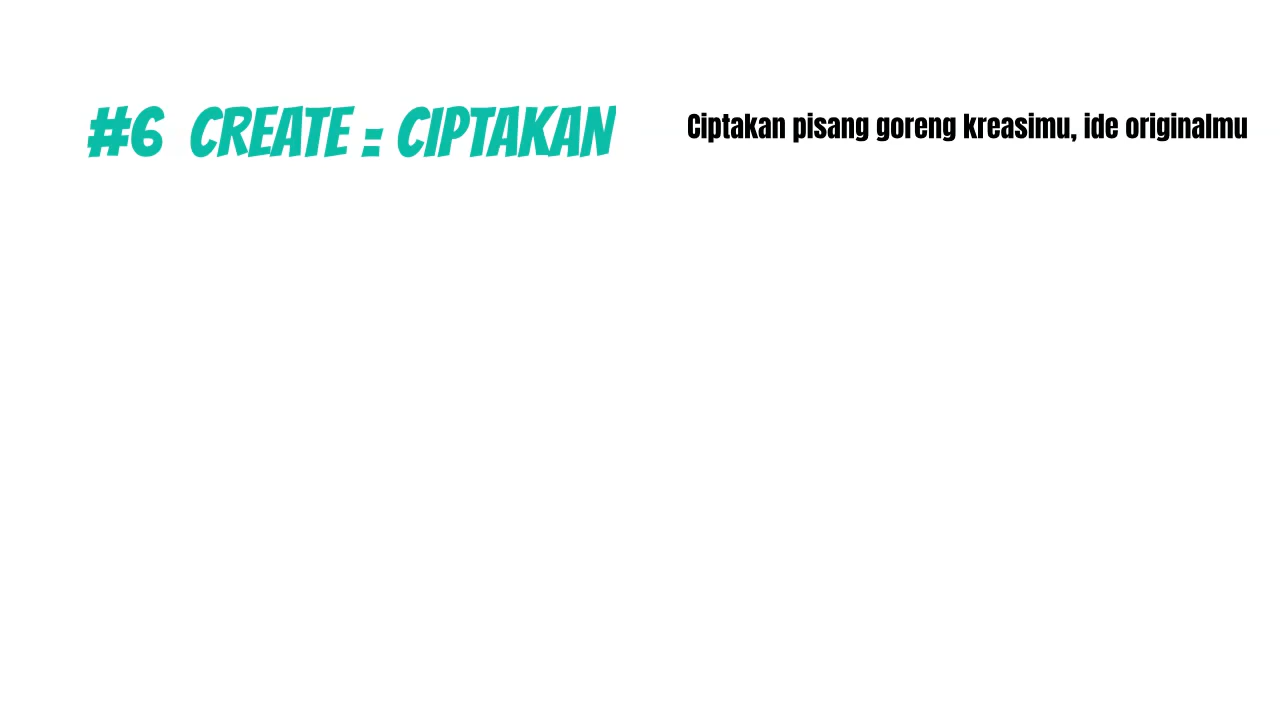 #6 CREATE = CIPTAKAN
Ciptakan pisang goreng kreasimu, ide originalmu